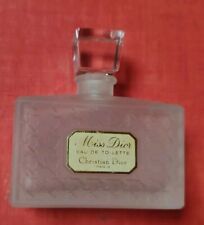 Miss Dior
EAU DE TOILETTE
Christian Dior
PARIS